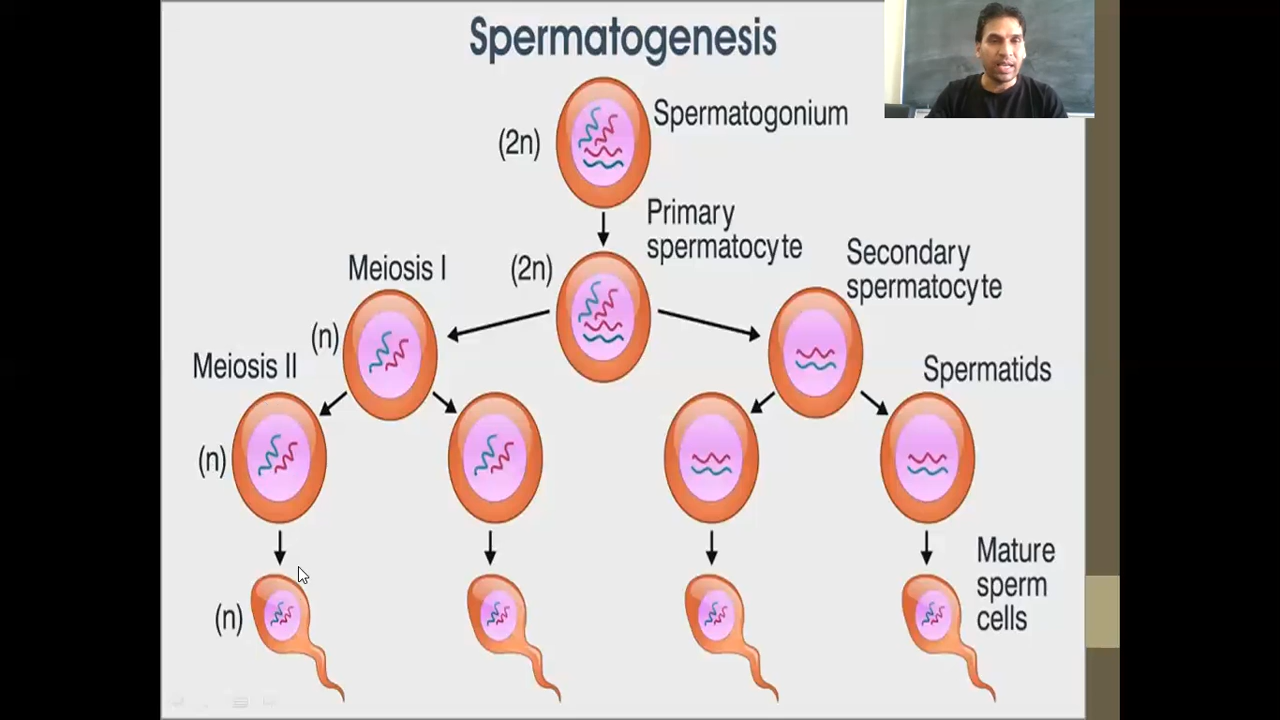 Spermatogenesis
Spermatogonium
(2n)
Primary
spermatocyte
(2n)
Meiosis I
Secondary
spermatocyte
(n)
Meiosis II
Spermatids
(n)
Mature
sperm
cells
(n)